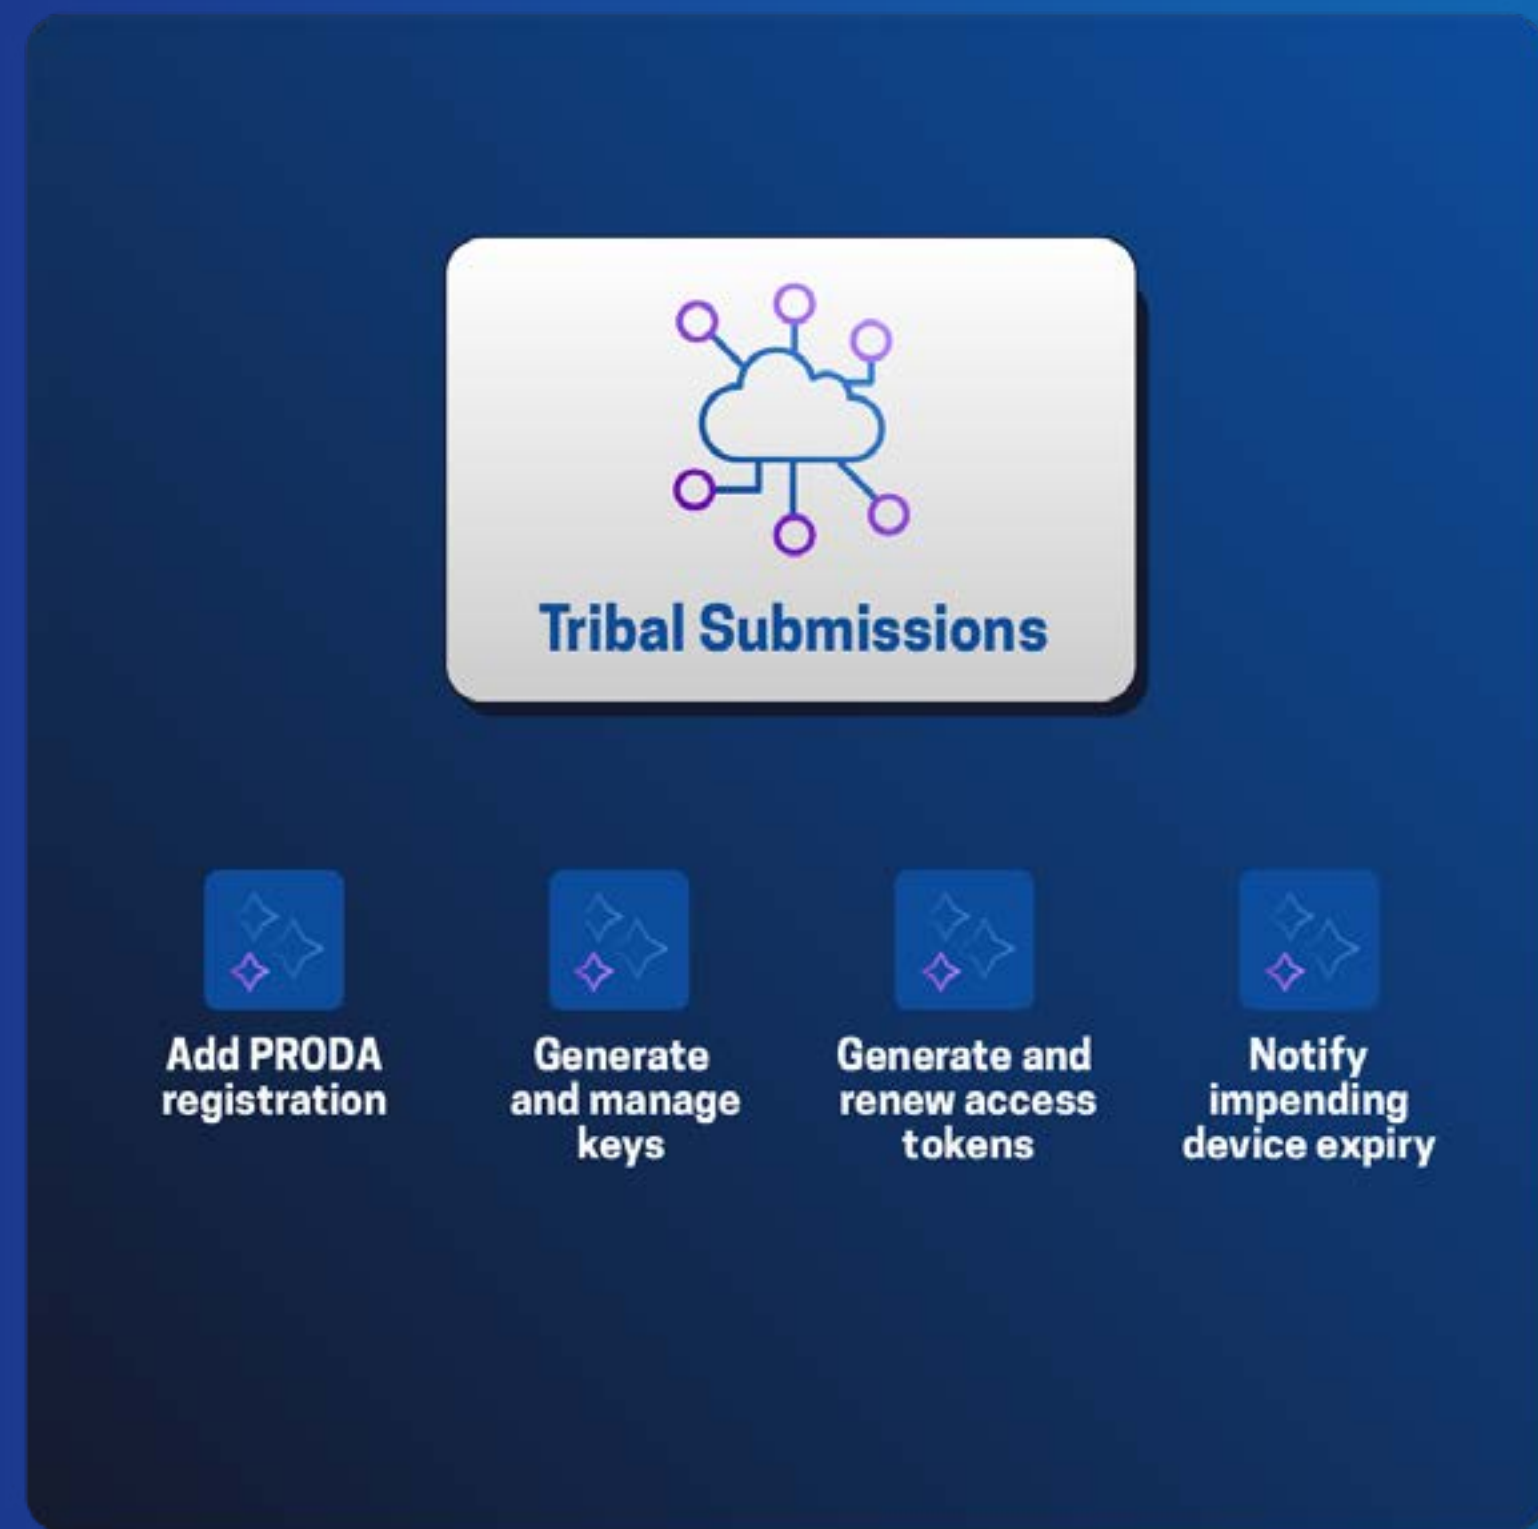 Tribal Submissions
Add PRODA
registration
Generate
and manage
keys
Generate and
renew access
tokens
Notify
impending
device expiry